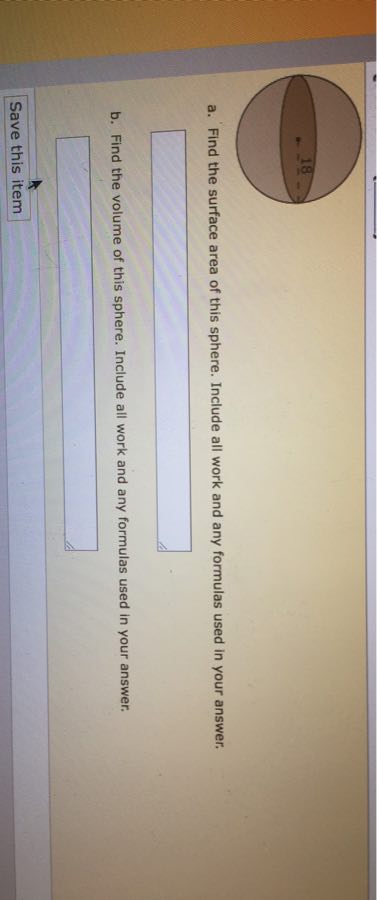 18
a. Find the surface area of this sphere. Include all work and any formulas used in your answer.
b. Find the volume of this sphere. Include all work and any formulas used in your answer.
Save this item